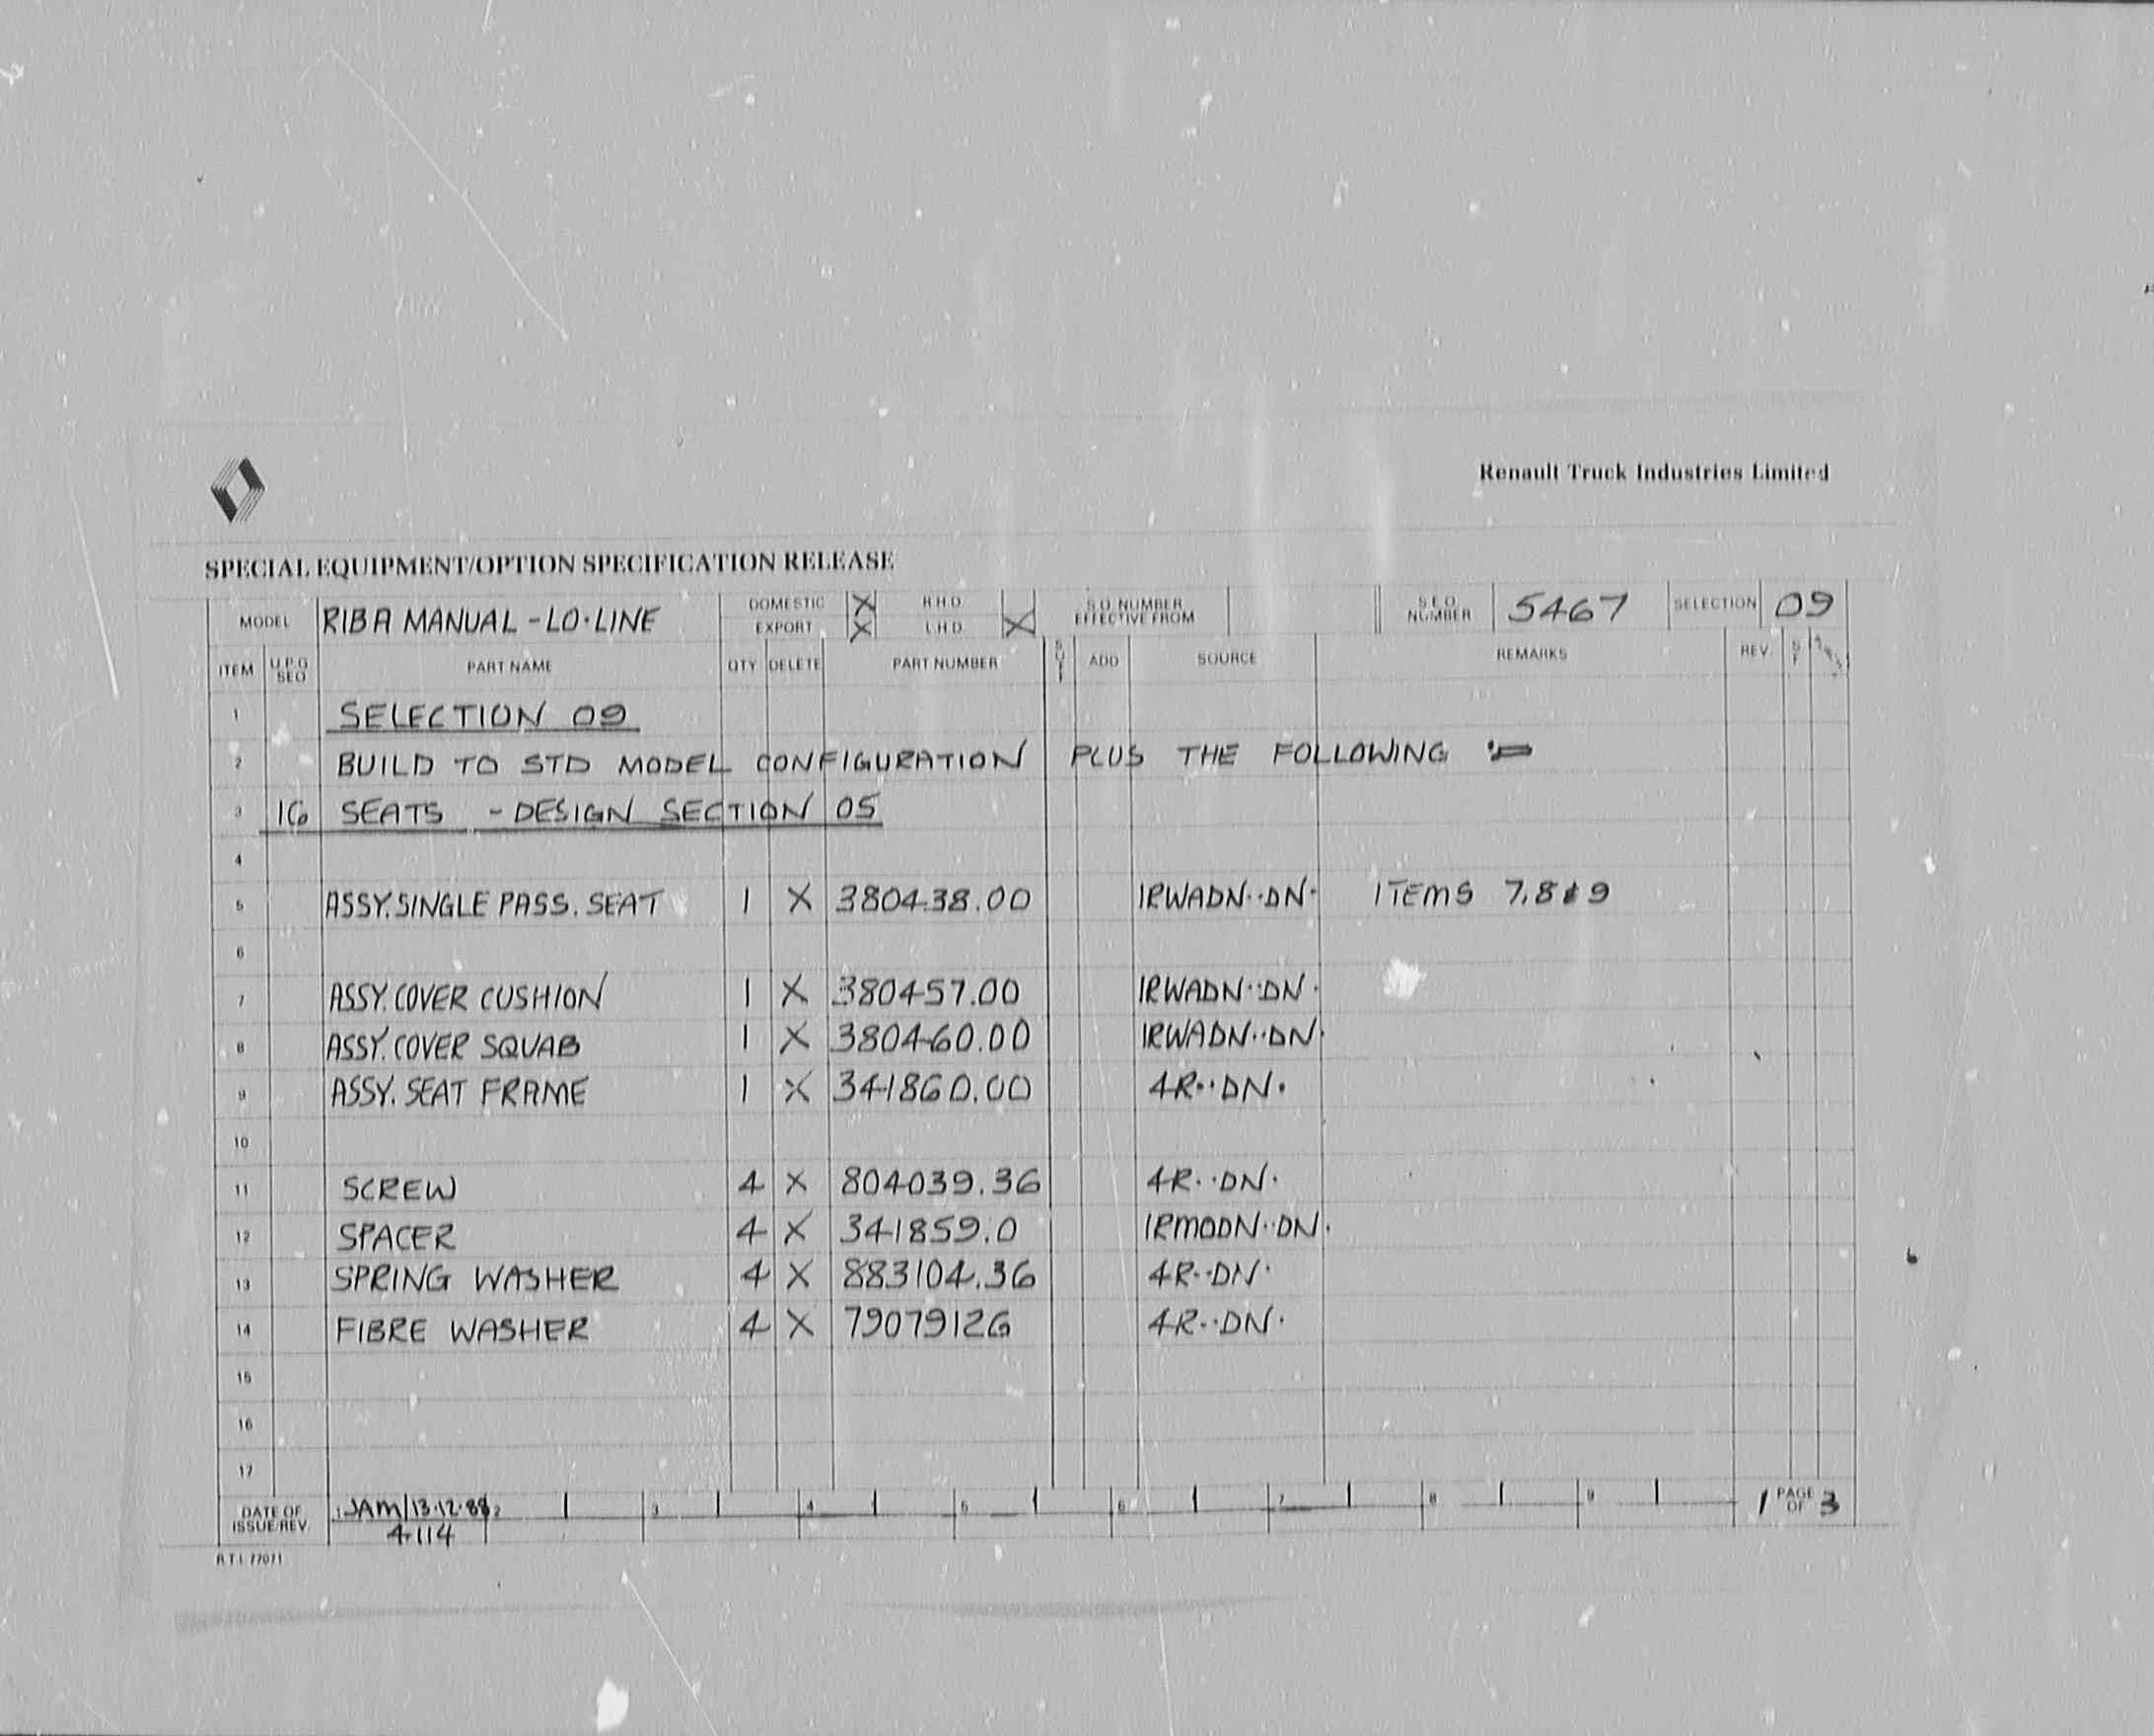 Renault Truck Industries Limited
SPECIAL EQUIPMENT/OPTION SPECIFICATION RELEASE
MODEL RIBA MANUAL - LO·LINE DOMESTIC X R.H.D. S.O. NUMBER EFFECTIVE FROM S.E.O. NUMBER 5467 SELECTION 09
EXPORT X L.H.D. X
ITEM U.P.G SEQ PART NAME QTY DELETE PART NUMBER ADD SOURCE REMARKS REV.
1 SELECTION 09
2 BUILD TO STD MODEL CONFIGURATION PLUS THE FOLLOWING :-
3 16 SEATS - DESIGN SECTION 05
4
5 ASSY. SINGLE PASS. SEAT 1 X 380438.00 IRWADN··DN· ITEMS 7,8 & 9
6
7 ASSY. COVER CUSHION 1 X 380457.00 IRWADN··DN·
8 ASSY. COVER SQUAB 1 X 380460.00 IRWADN··DN·
9 ASSY. SEAT FRAME 1 X 341860.00 4R··DN·
10
11 SCREW 4 X 804039.36 4R··DN·
12 SPACER 4 X 341859.0 IRMODN··DN·
13 SPRING WASHER 4 X 883104.36 4R··DN·
14 FIBRE WASHER 4 X 79079126 4R··DN·
15
16
17
DATE OF ISSUE/REV. 1 JAM 13·12·88 2 3 4 5 6 7 8 9 1 PAGE OF 3
4114
R.T.I. 77071